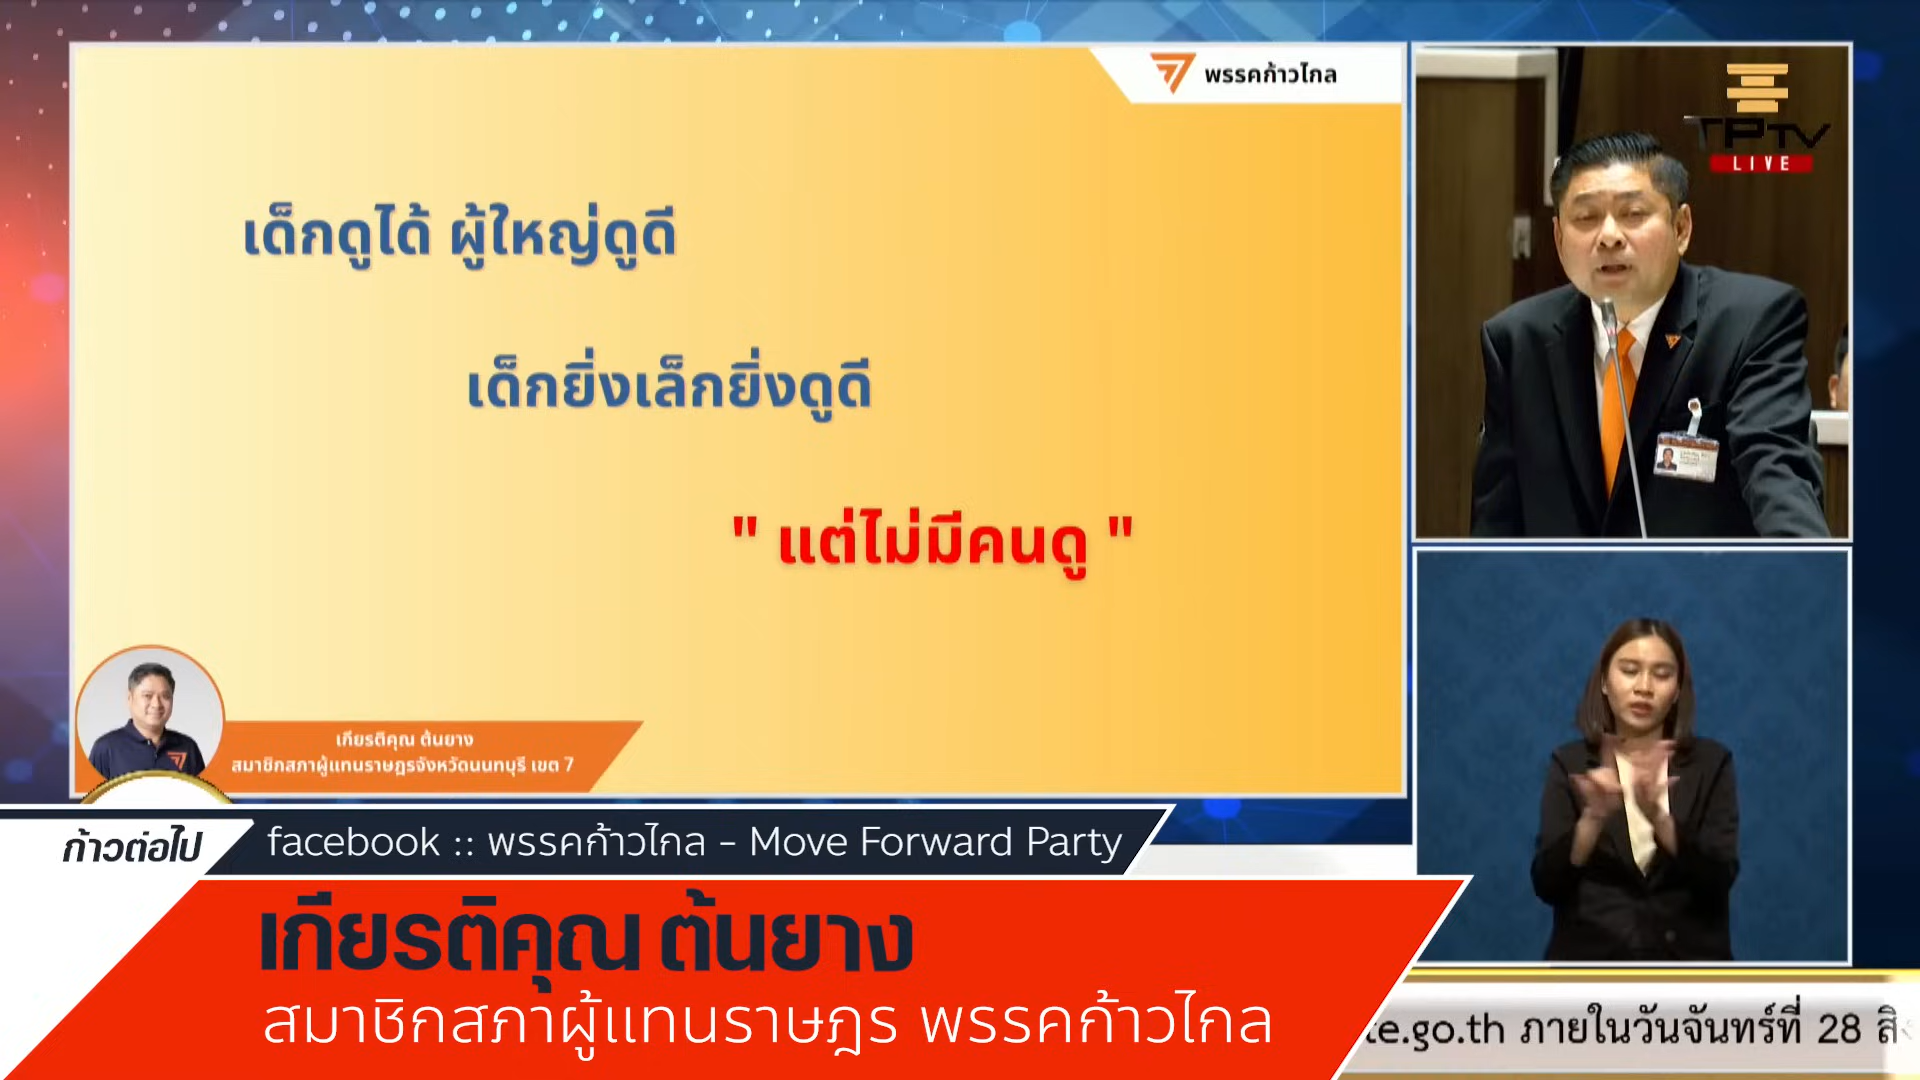 พรรคก้าวไกล
เด็กดูได้ ผู้ใหญ่ดูดี
เด็กยิ่งเล็กยิ่งดูดี
" แต่ไม่มีคนดู "
เกียรติคุณ ต้นยาง
สมาชิกสภาผู้แทนราษฎรจังหวัดนนทบุรี เขต 7
TPTV
LIVE
ก้าวต่อไป
facebook :: พรรคก้าวไกล - Move Forward Party
เกียรติคุณ ต้นยาง
สมาชิกสภาผู้แทนราษฎร พรรคก้าวไกล
te.go.th ภายในวันจันทร์ที่ 28